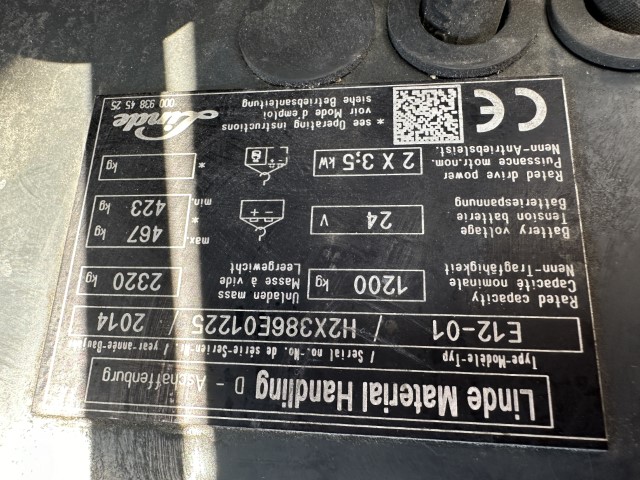 Linde Material Handling D - Aschaffenburg
Type-Modèle-Typ / Serial no.-No. de série-Serien-Nr. / year-année-Baujahr
E12-01 / H2X386E01225 / 2014
Rated capacity
Capacité nominale
Nenn-Tragfähigkeit
1200 kg
Unladen mass
Masse à vide
Leergewicht
2320 kg
Battery voltage
Tension batterie
Batteriespannung
24 V
max. 467 kg
* min. 423 kg
Rated drive power
Puissance motr.nom.
Nenn-Antriebsleist.
2 X 3,5 kW
* kg
CE
* see Operating instructions
voir Mode d'emploi
siehe Betriebsanleitung
Linde
000 938 45 25